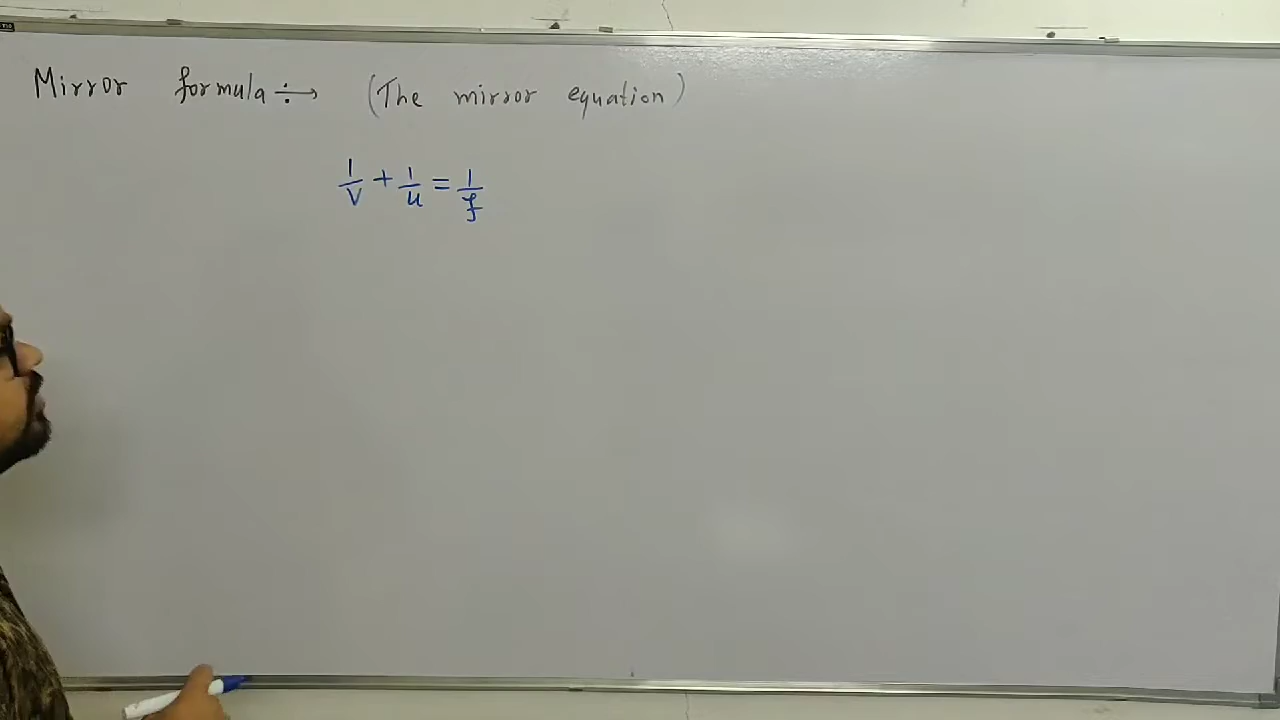 Mirror formula ÷→ (The mirror equation)
1/v + 1/u = 1/f